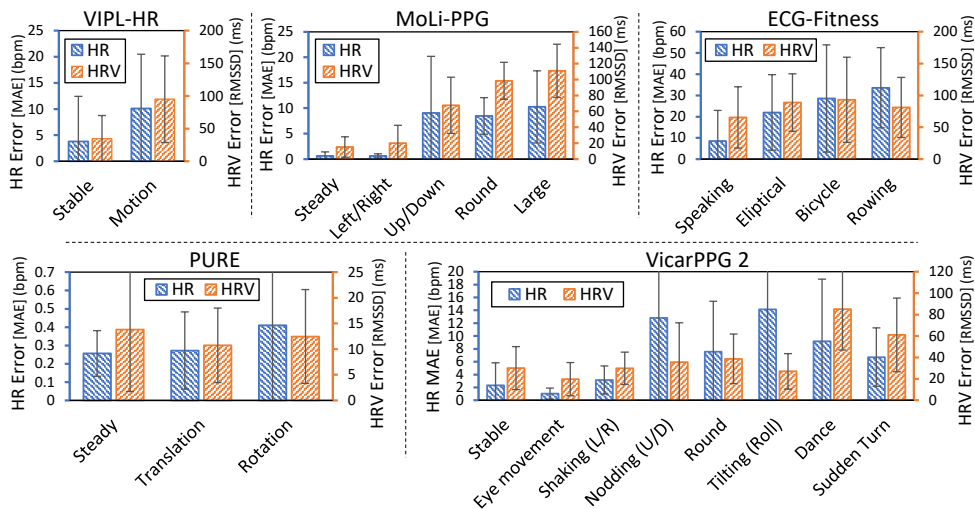 VIPL-HR
HR Error [MAE] (bpm)
25
20
15
10
5
0
HR
HRV
200
150
100
50
0
HRV Error [RMSSD] (ms)
Stable
Motion
MoLi-PPG
HR Error [MAE] (bpm)
25
20
15
10
5
0
HR
HRV
160
140
120
100
80
60
40
20
0
HRV Error [RMSSD] (ms)
Steady
Left/Right
Up/Down
Round
Large
ECG-Fitness
HR Error [MAE] (bpm)
60
50
40
30
20
10
0
HR
HRV
200
150
100
50
0
HRV Error [RMSSD] (ms)
Speaking
Eliptical
Bicycle
Rowing
PURE
HR Error [MAE] (bpm)
0.7
0.6
0.5
0.4
0.3
0.2
0.1
0
HR
HRV
25
20
15
10
5
0
HRV Error [RMSSD] (ms)
Steady
Translation
Rotation
VicarPPG 2
HR MAE] (bpm)
20
18
16
14
12
10
8
6
4
2
0
HR
HRV
120
100
80
60
40
20
0
HRV Error [RMSSD] (ms)
Stable
Eye movement
Shaking (L/R)
Nodding (U/D)
Round
Tilting (Roll)
Dance
Sudden Turn